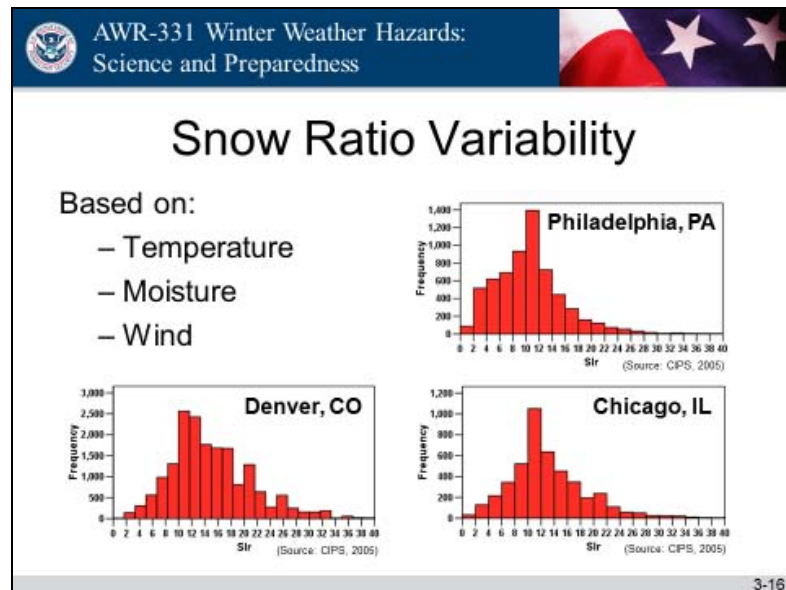 AWR-331 Winter Weather Hazards:
Science and Preparedness
Snow Ratio Variability
Based on:
– Temperature
– Moisture
– Wind
Philadelphia, PA
1,400
1,200
1,000
800
600
400
200
0
Frequency
0 2 4 6 8 10 12 14 16 18 20 22 24 26 28 30 32 34 36 38 40
Slr
(Source: CIPS, 2005)
Denver, CO
3,000
2,500
2,000
1,500
1,000
500
0
Frequency
0 2 4 6 8 10 12 14 16 18 20 22 24 26 28 30 32 34 36 38 40
Slr
(Source: CIPS, 2005)
Chicago, IL
1,200
1,000
800
600
400
200
0
Frequency
0 2 4 6 8 10 12 14 16 18 20 22 24 26 28 30 32 34 36 38 40
Slr
(Source: CIPS, 2005)
3-16